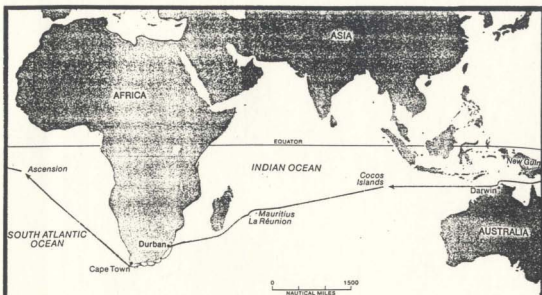 ASIA
AFRICA
EQUATOR
Ascension
INDIAN OCEAN
Cocos
Islands
New Guin
Darwin
Mauritius
La Réunion
SOUTH ATLANTIC
OCEAN
Durban
AUSTRALIA
Cape Town
0 1500
NAUTICAL MILES